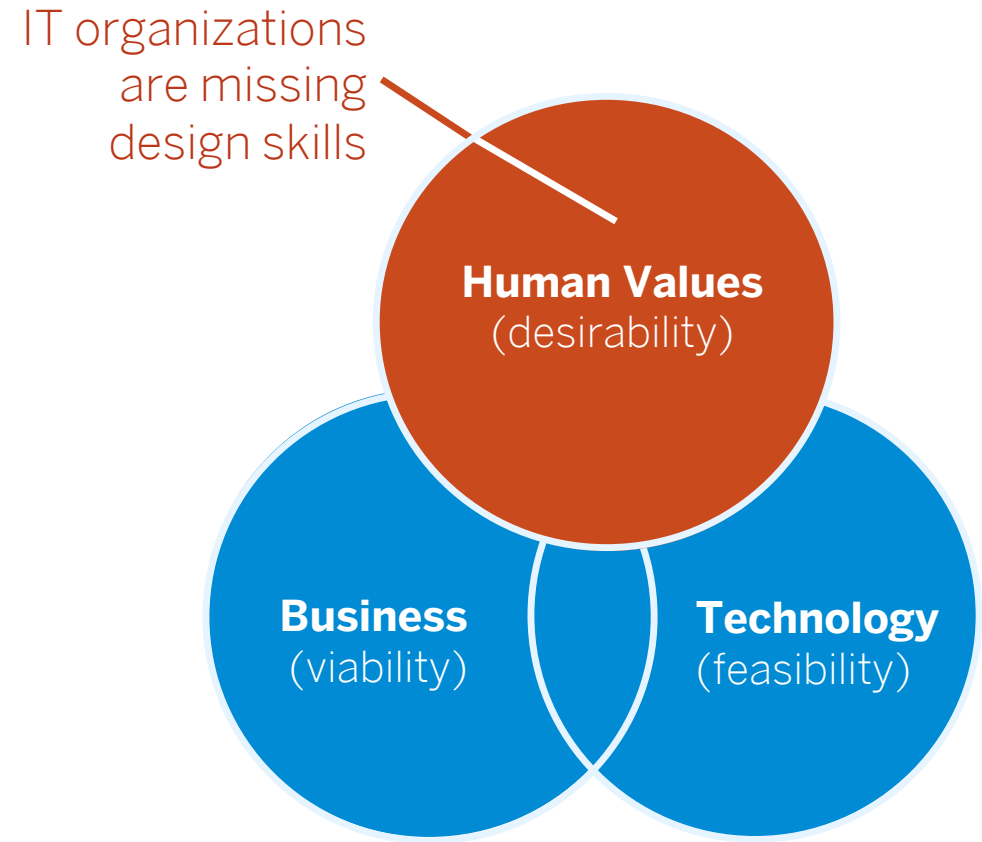 IT organizations
are missing
design skills
Human Values
(desirability)
Business
(viability)
Technology
(feasibility)